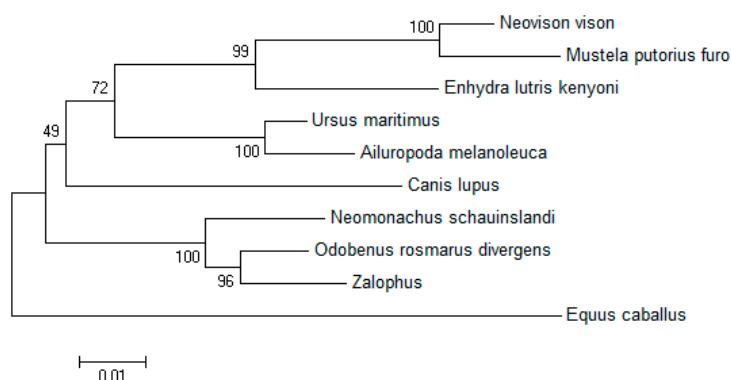 100
Neovison vison
Mustela putorius furo
99
Enhydra lutris kenyoni
72
Ursus maritimus
100
Ailuropoda melanoleuca
49
Canis lupus
Neomonachus schauinslandi
100
Odobenus rosmarus divergens
96
Zalophus
Equus caballus
0.01